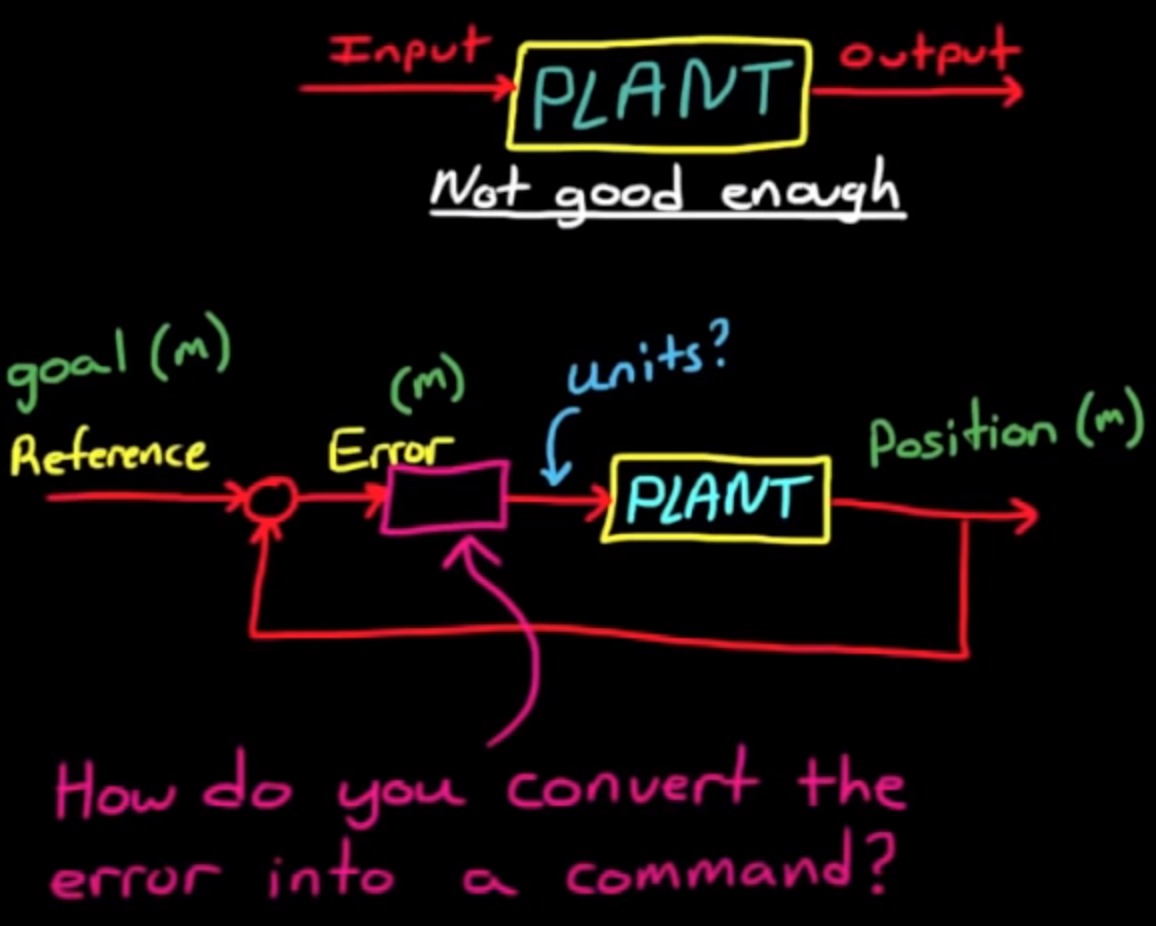 Input
PLANT
output
Not good enough
goal (m)
(m)
units?
Position (m)
Reference
Error
PLANT
How do you convert the
error into a command?